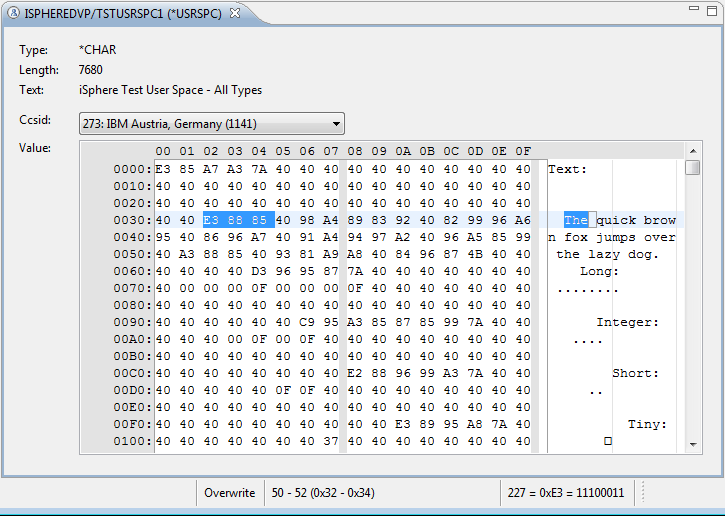 ISPHEREDVP/TSTUSRSPC1 (*USRSPC)
Type: *CHAR
Length: 7680
Text: iSphere Test User Space - All Types
Ccsid: 273: IBM Austria, Germany (1141)
Value:
00 01 02 03 04 05 06 07 08 09 0A 0B 0C 0D 0E 0F
0000: E3 85 A7 A3 7A 40 40 40 40 40 40 40 40 40 40 40 Text:
0010: 40 40 40 40 40 40 40 40 40 40 40 40 40 40 40 40
0020: 40 40 40 40 40 40 40 40 40 40 40 40 40 40 40 40
0030: 40 40 E3 88 85 40 98 A4 89 83 92 40 82 99 96 A6 The quick brow
0040: 95 40 86 96 A7 40 91 A4 94 97 A2 40 96 A5 85 99 n fox jumps over
0050: 40 A3 88 85 40 93 81 A9 A8 40 84 96 87 4B 40 40 the lazy dog.
0060: 40 40 40 40 D3 96 95 87 7A 40 40 40 40 40 40 40 Long:
0070: 40 00 00 00 0F 00 00 00 0F 40 40 40 40 40 40 40 ........
0080: 40 40 40 40 40 40 40 40 40 40 40 40 40 40 40 40
0090: 40 40 40 40 40 40 C9 95 A3 85 87 85 99 7A 40 40 Integer:
00A0: 40 40 40 00 0F 00 0F 40 40 40 40 40 40 40 40 40 ....
00B0: 40 40 40 40 40 40 40 40 40 40 40 40 40 40 40 40
00C0: 40 40 40 40 40 40 40 40 E2 88 96 99 A3 7A 40 40 Short:
00D0: 40 40 40 40 40 0F 0F 40 40 40 40 40 40 40 40 40 ..
00E0: 40 40 40 40 40 40 40 40 40 40 40 40 40 40 40 40
00F0: 40 40 40 40 40 40 40 40 40 40 E3 89 95 A8 7A 40 Tiny:
0100: 40 40 40 40 40 40 40 37 40 40 40 40 40 40 40 40
Overwrite 50 - 52 (0x32 - 0x34) 227 = 0xE3 = 11100011